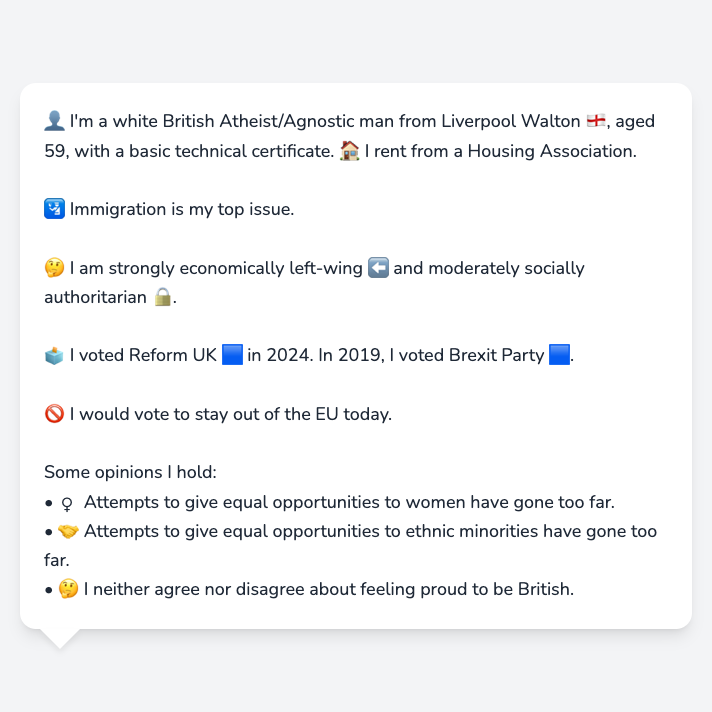 👤 I'm a white British Atheist/Agnostic man from Liverpool Walton 🏴󠁧󠁢󠁥󠁮󠁧󠁿, aged
59, with a basic technical certificate. 🏠 I rent from a Housing Association.
🛂 Immigration is my top issue.
🤔 I am strongly economically left-wing ⬅️ and moderately socially
authoritarian 🔒.
🗳️ I voted Reform UK 🟦 in 2024. In 2019, I voted Brexit Party 🟦.
🚫 I would vote to stay out of the EU today.
Some opinions I hold:
• ♀ Attempts to give equal opportunities to women have gone too far.
• 🤝 Attempts to give equal opportunities to ethnic minorities have gone too
far.
• 🤔 I neither agree nor disagree about feeling proud to be British.